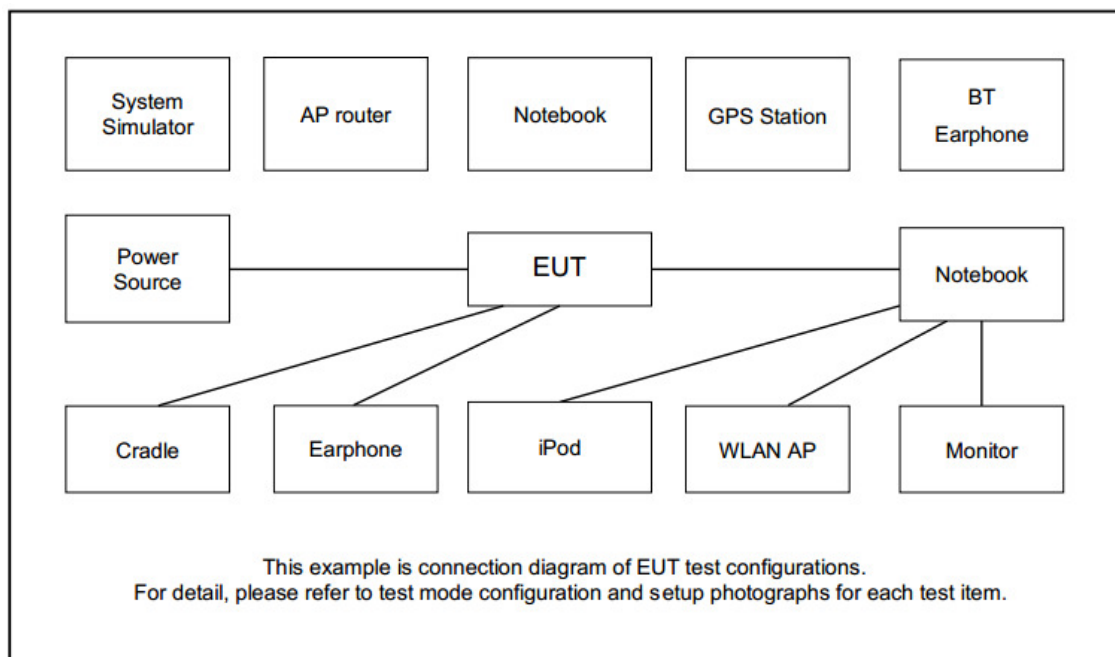 System
Simulator
AP router
Notebook
GPS Station
BT
Earphone
Power
Source
EUT
Notebook
Cradle
Earphone
iPod
WLAN AP
Monitor
This example is connection diagram of EUT test configurations.
For detail, please refer to test mode configuration and setup photographs for each test item.